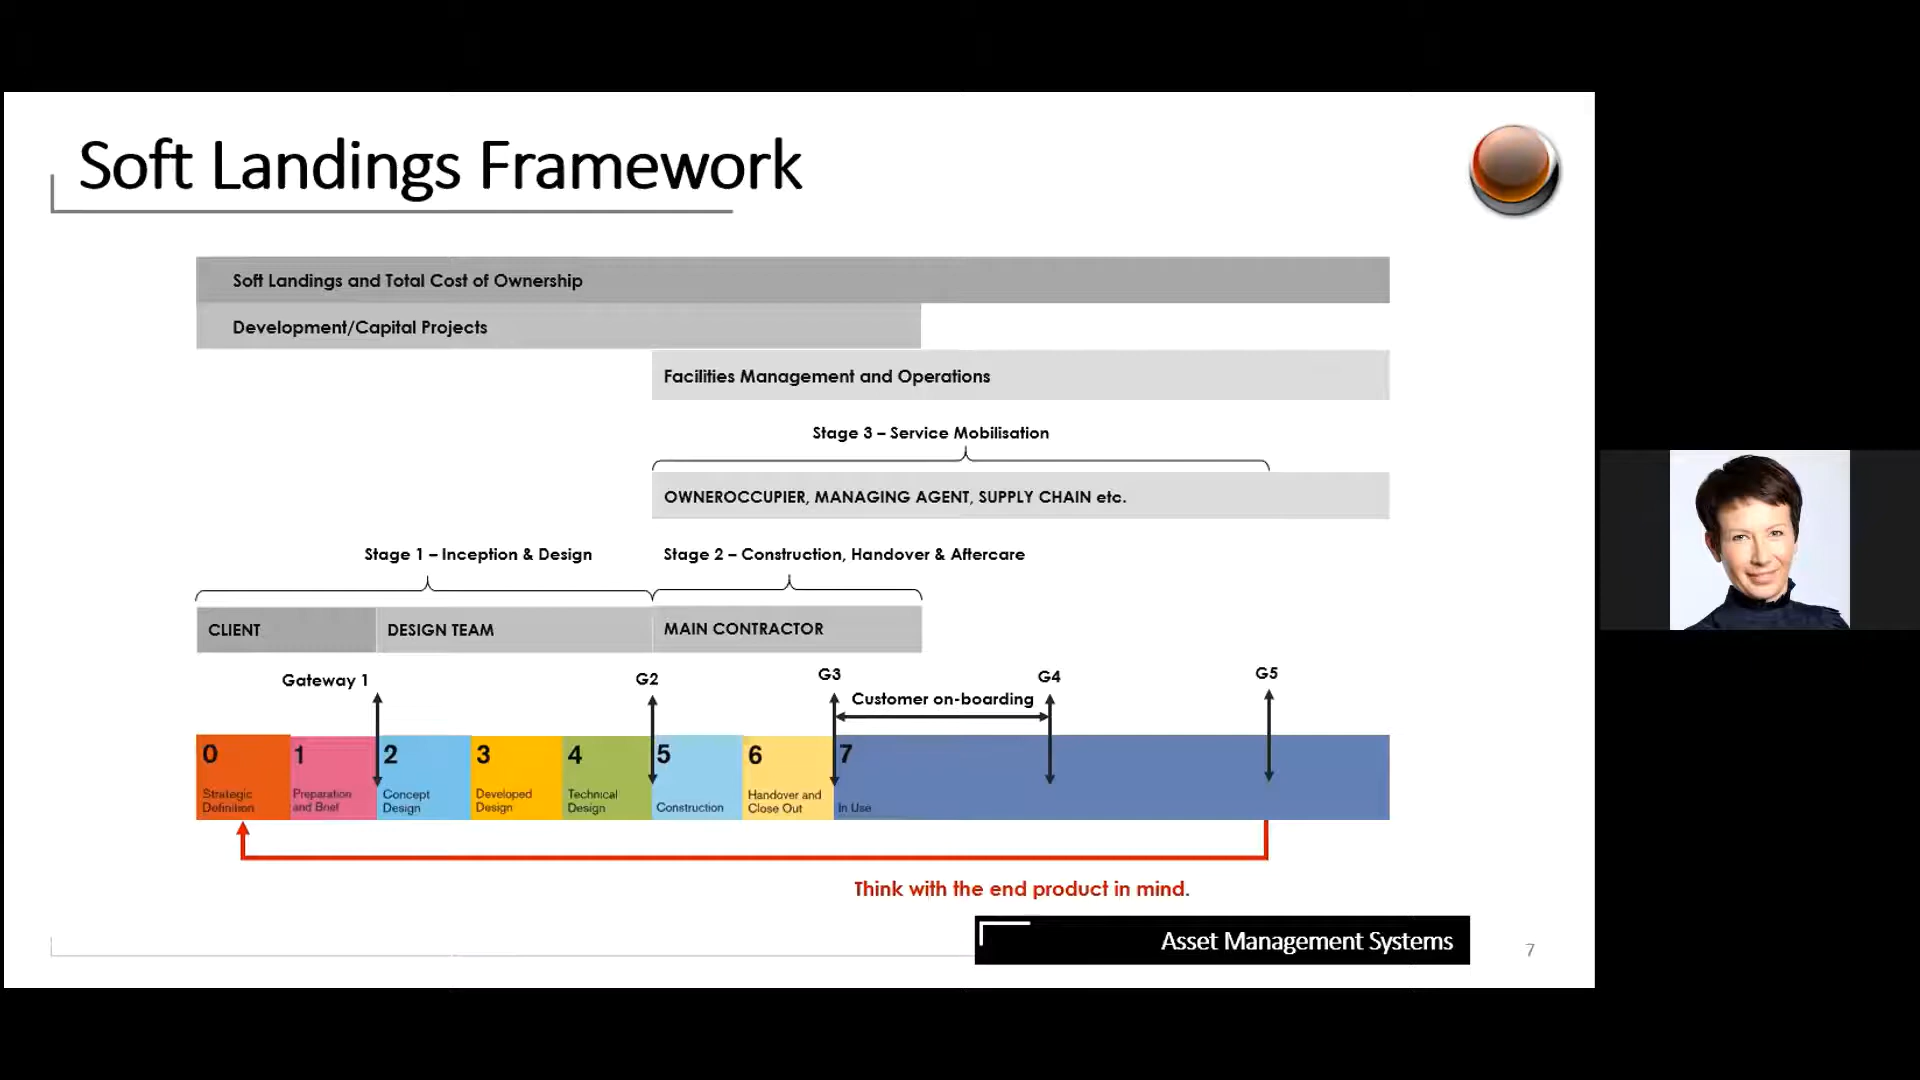 Soft Landings Framework
Soft Landings and Total Cost of Ownership
Development/Capital Projects
Facilities Management and Operations
Stage 3 – Service Mobilisation
OWNEROCCUPIER, MANAGING AGENT, SUPPLY CHAIN etc.
Stage 1 – Inception & Design
Stage 2 – Construction, Handover & Aftercare
CLIENT
DESIGN TEAM
MAIN CONTRACTOR
Gateway 1
G2
G3
G4
G5
Customer on-boarding
0
Strategic
Definition
1
Preparation
and Brief
2
Concept
Design
3
Developed
Design
4
Technical
Design
5
Construction
6
Handover and
Close Out
7
In Use
Think with the end product in mind.
Asset Management Systems
7